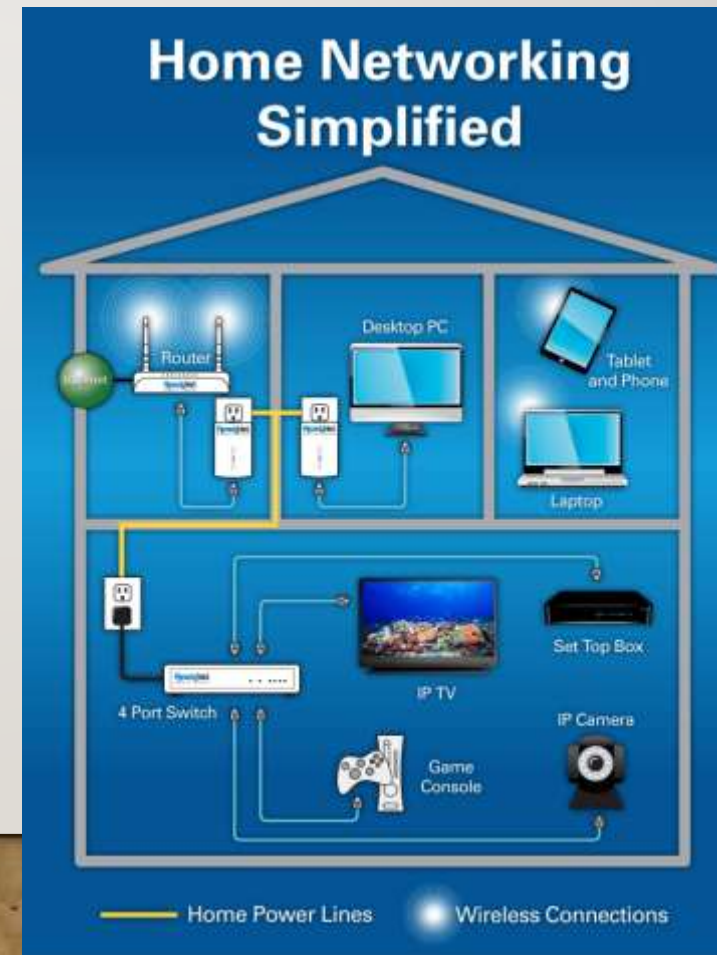 Home Networking
Simplified
Desktop PC
Router
Tablet
and Phone
Laptop
Set Top Box
IP TV
4 Port Switch
IP Camera
Game
Console
Home Power Lines
Wireless Connections